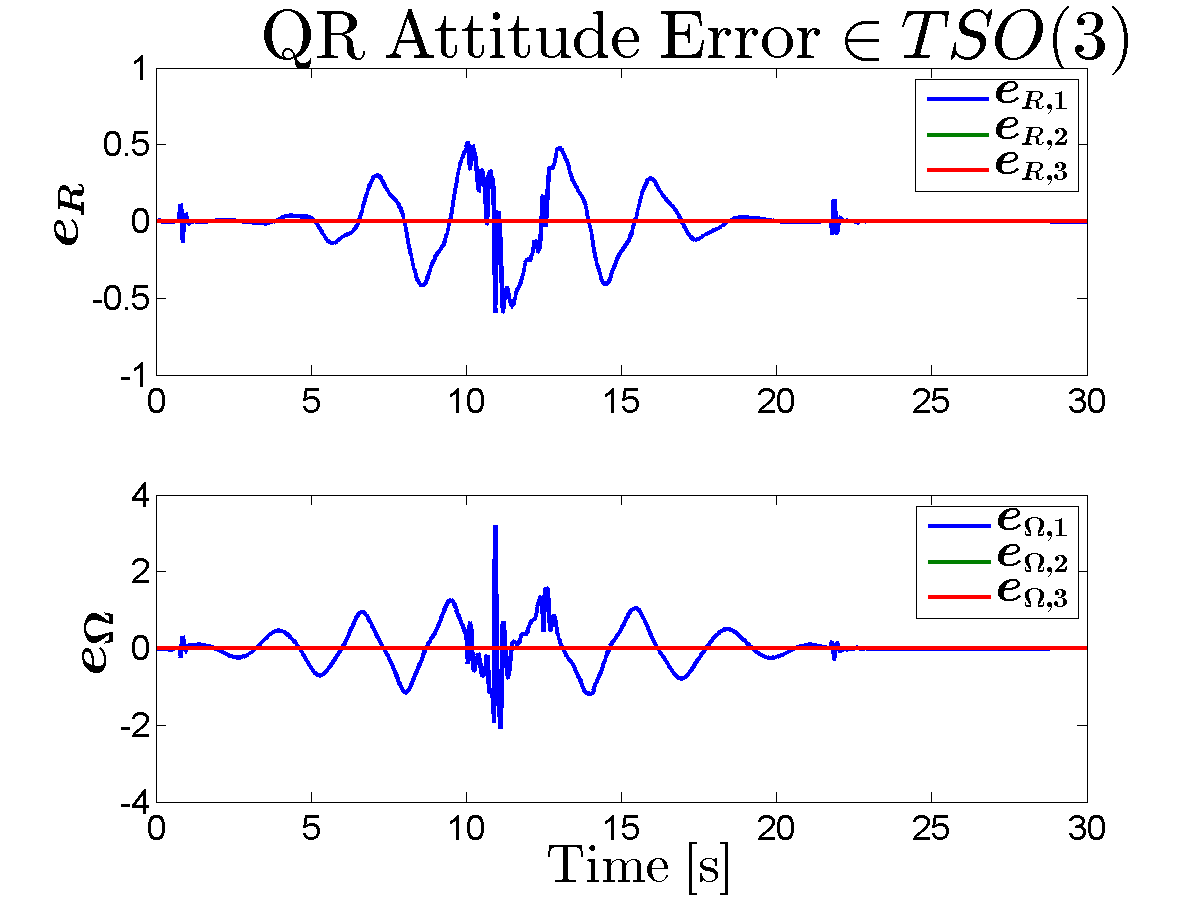 QR Attitude Error ∈ TSO(3)
1
0.5
0
-0.5
-1
e_R
e_{R,1}
e_{R,2}
e_{R,3}
0 5 10 15 20 25 30
4
2
0
-2
-4
e_Ω
e_{Ω,1}
e_{Ω,2}
e_{Ω,3}
0 5 10 15 20 25 30
Time [s]